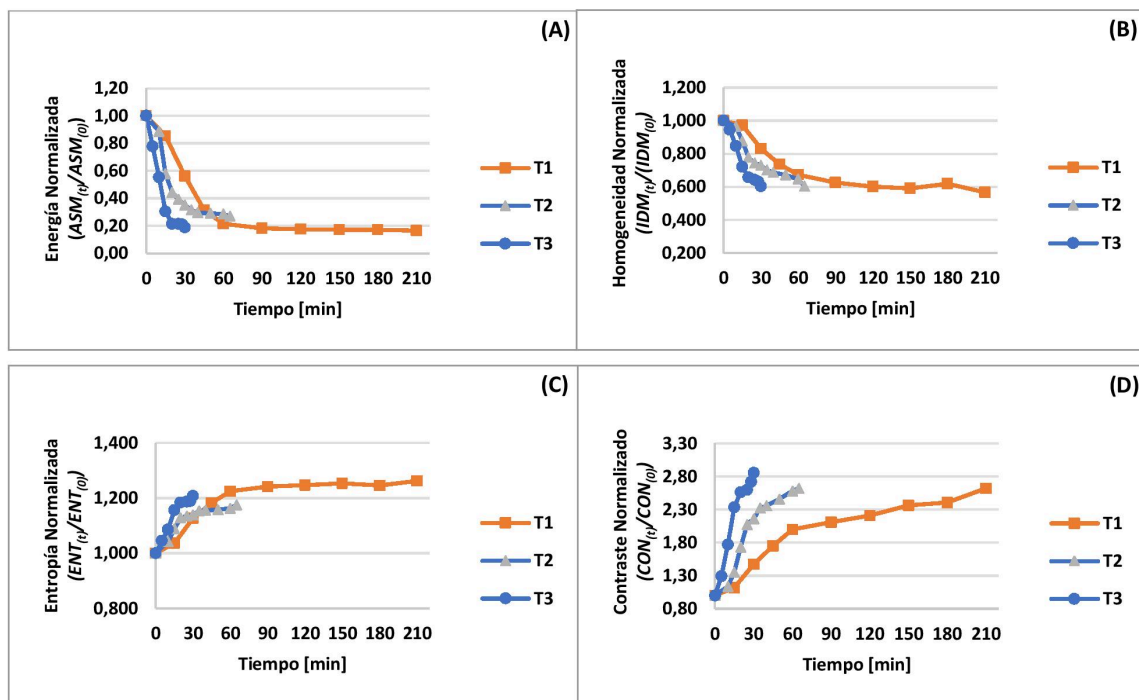 (A)
Energía Normalizada
(ASM(t)/ASM(0)
1,20
1,00
0,80
0,60
0,40
0,20
0,00
0 30 60 90 120 150 180 210
Tiempo [min]
T1
T2
T3
(B)
Homogeneidad Normalizada
(IDM(t)/(IDM(0)
1,200
1,000
0,800
0,600
0,400
0,200
0 30 60 90 120 150 180 210
Tiempo [min]
T1
T2
T3
(C)
Entropía Normalizada
(ENT(t)/ENT(0)
1,400
1,200
1,000
0,800
0 30 60 90 120 150 180 210
Tiempo [min]
T1
T2
T3
(D)
Contraste Normalizado
(CON(t)/CON(0)
3,30
2,80
2,30
1,80
1,30
0,80
0 30 60 90 120 150 180 210
Tiempo [min]
T1
T2
T3